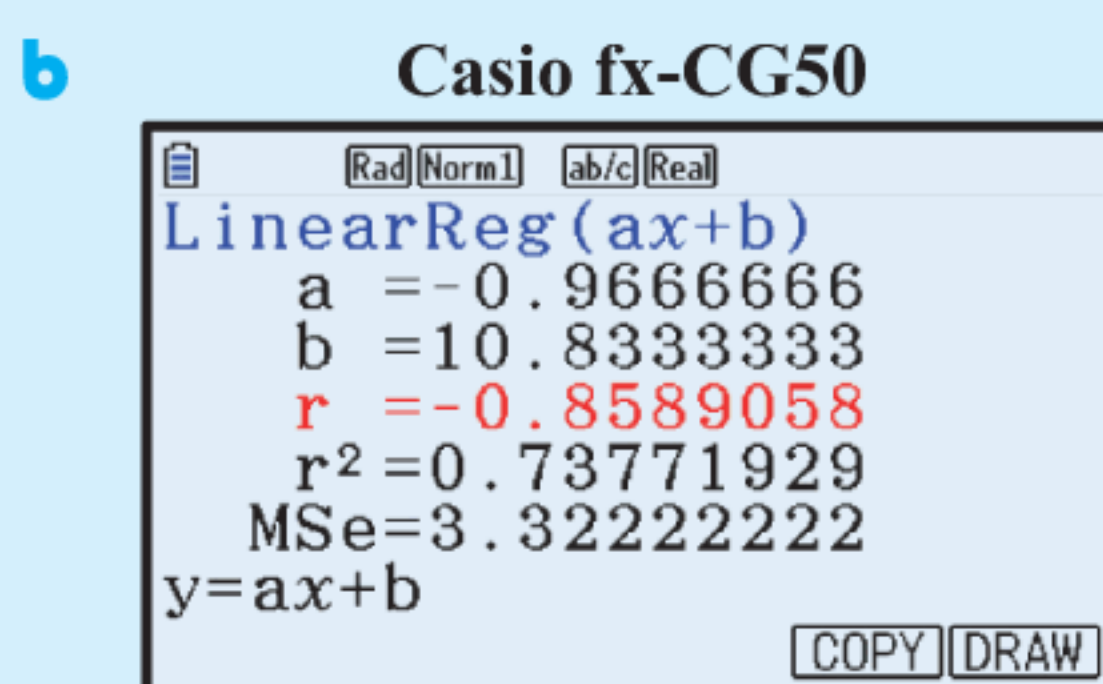 b Casio fx-CG50
Rad Norm1 ab/c Real
LinearReg(ax+b)
a =-0.9666666
b =10.8333333
r =-0.8589058
r²=0.73771929
MSe=3.32222222
y=ax+b
COPY DRAW